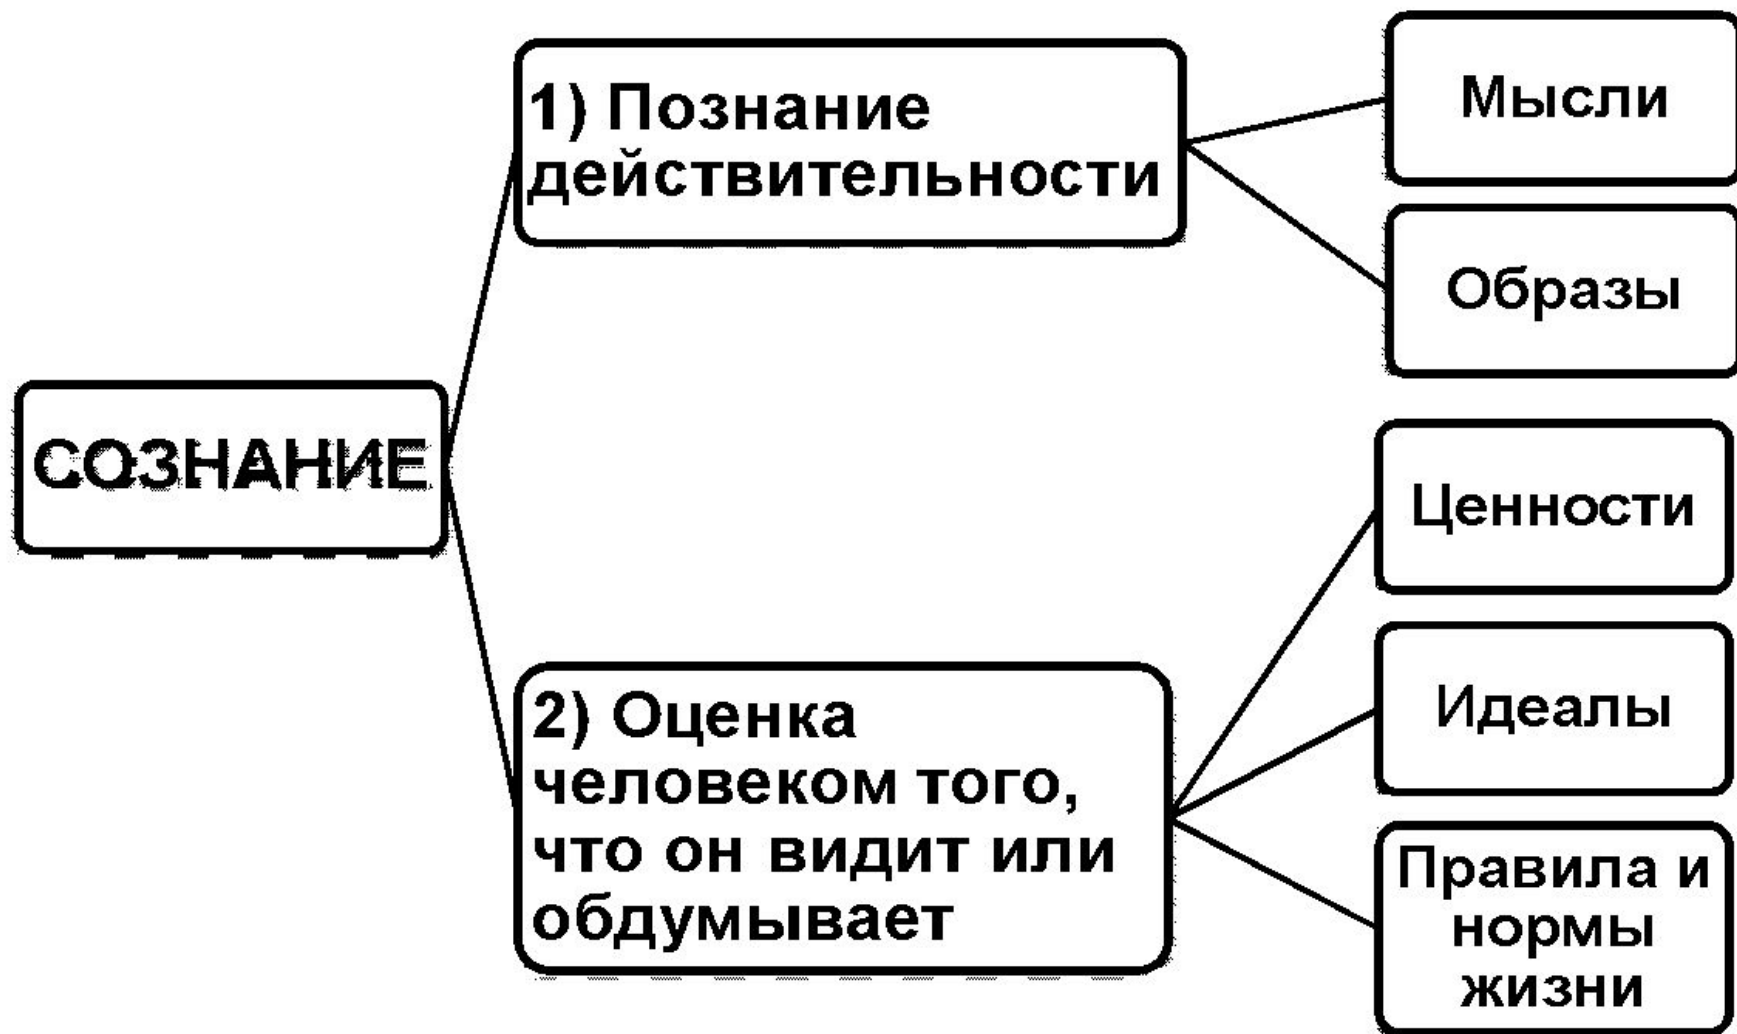 СОЗНАНИЕ
1) Познание
действительности
Мысли
Образы
2) Оценка
человеком того,
что он видит или
обдумывает
Ценности
Идеалы
Правила и
нормы
жизни